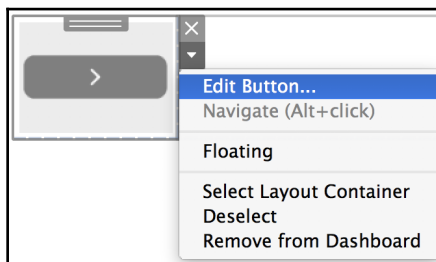 Edit Button...
Navigate (Alt+click)
Floating
Select Layout Container
Deselect
Remove from Dashboard